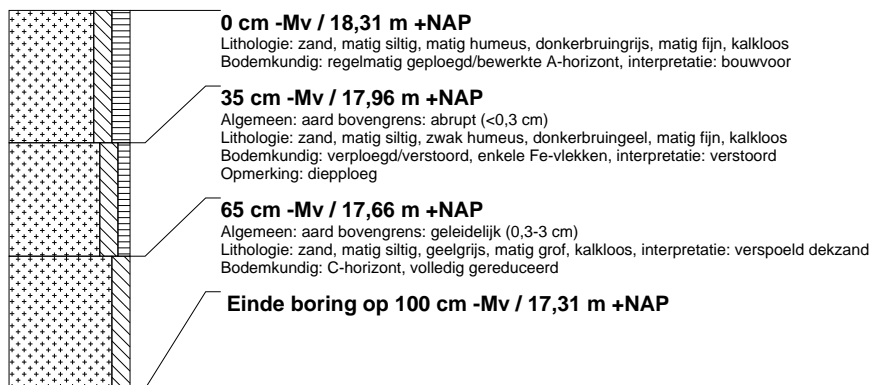 0 cm -Mv / 18,31 m +NAP
Lithologie: zand, matig siltig, matig humeus, donkerbruingrijs, matig fijn, kalkloos
Bodemkundig: regelmatig geploegd/bewerkte A-horizont, interpretatie: bouwvoor
35 cm -Mv / 17,96 m +NAP
Algemeen: aard bovengrens: abrupt (<0,3 cm)
Lithologie: zand, matig siltig, zwak humeus, donkerbruingeel, matig fijn, kalkloos
Bodemkundig: verploegd/verstoord, enkele Fe-vlekken, interpretatie: verstoord
Opmerking: diepploeg
65 cm -Mv / 17,66 m +NAP
Algemeen: aard bovengrens: geleidelijk (0,3-3 cm)
Lithologie: zand, matig siltig, geelgrijs, matig grof, kalkloos, interpretatie: verspoeld dekzand
Bodemkundig: C-horizont, volledig gereduceerd
Einde boring op 100 cm -Mv / 17,31 m +NAP